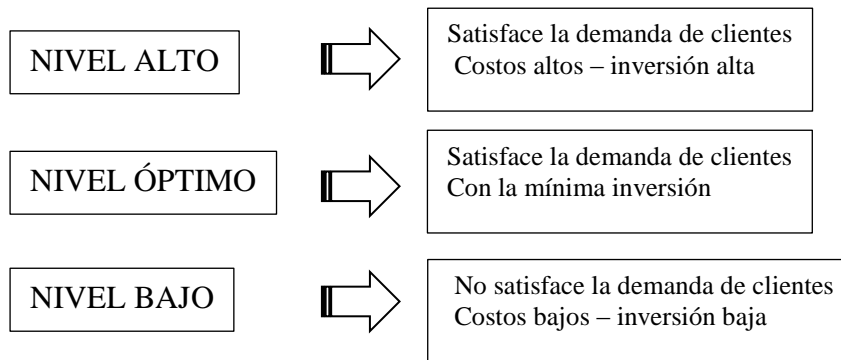 NIVEL ALTO
Satisface la demanda de clientes
Costos altos – inversión alta
NIVEL ÓPTIMO
Satisface la demanda de clientes
Con la mínima inversión
NIVEL BAJO
No satisface la demanda de clientes
Costos bajos – inversión baja